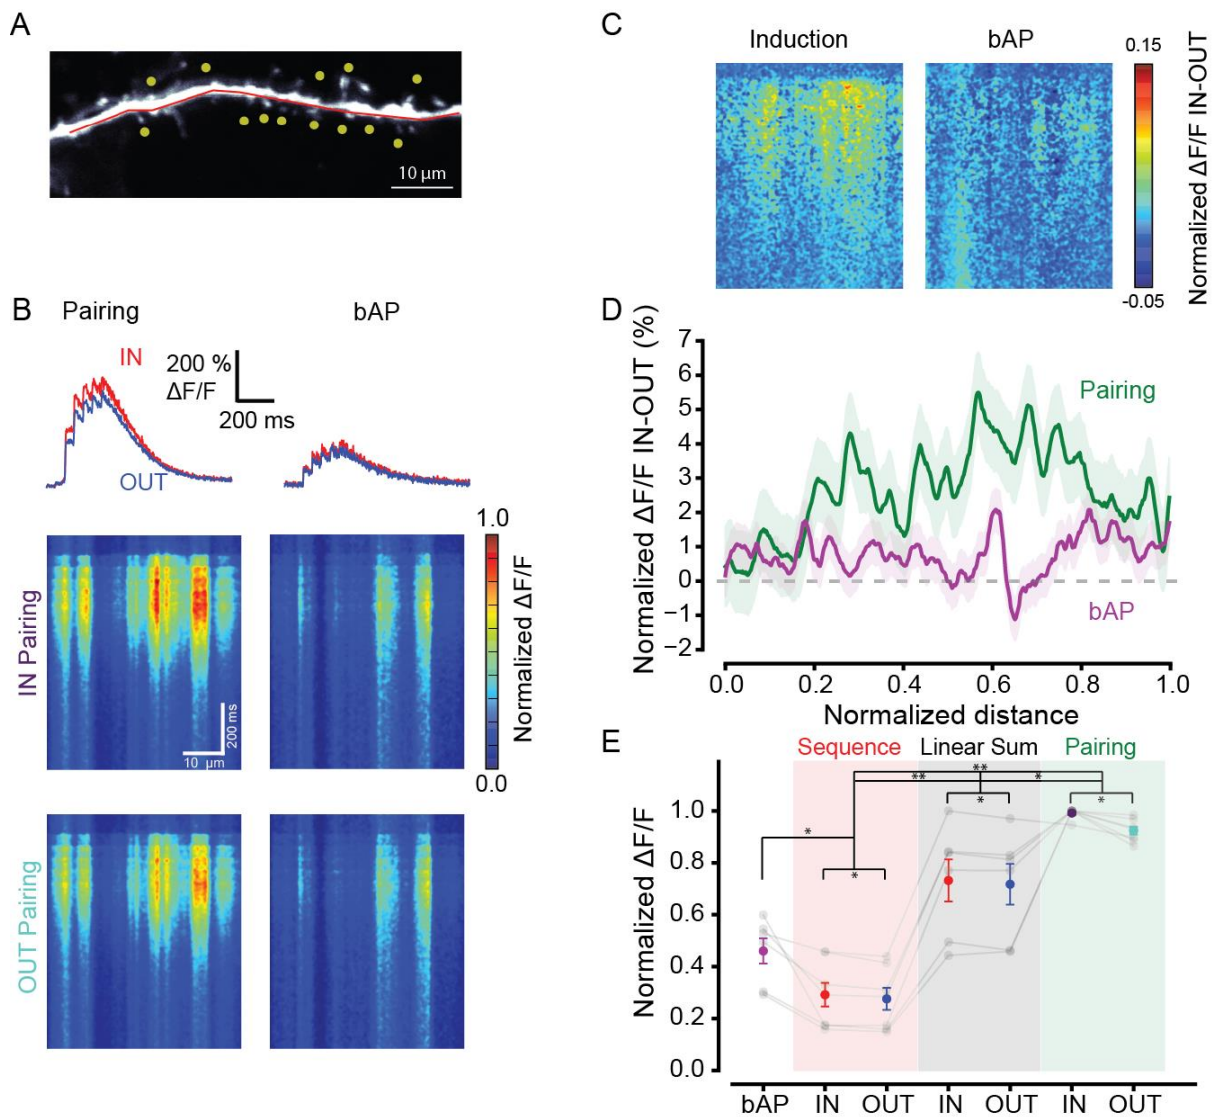 A
10 µm
B
Pairing
bAP
IN
OUT
200 %
ΔF/F
200 ms
IN Pairing
200 ms
10 µm
1.0
Normalized ΔF/F
0.0
OUT Pairing
C
Induction
bAP
0.15
-0.05
Normalized ΔF/F IN-OUT
D
Normalized ΔF/F IN-OUT (%)
7
6
5
4
3
2
1
0
−1
−2
Pairing
bAP
0.0 0.2 0.4 0.6 0.8 1.0
Normalized distance
E
Sequence Linear Sum Pairing
**
** *
* *
*
*
Normalized ΔF/F
1.0
0.8
0.6
0.4
0.2
0.0
bAP IN OUT IN OUT IN OUT